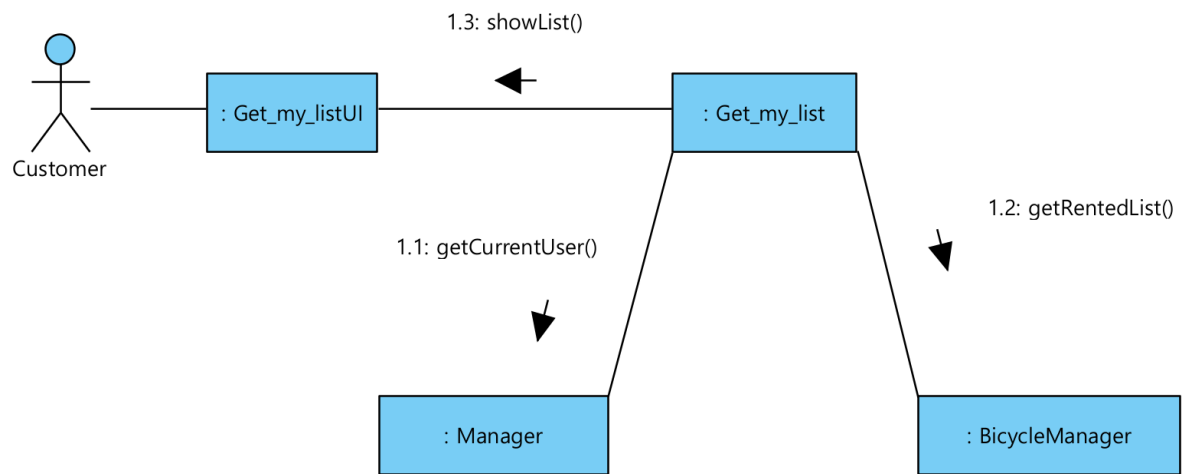 1.3: showList()
: Get_my_listUI
: Get_my_list
Customer
1.2: getRentedList()
1.1: getCurrentUser()
: Manager
: BicycleManager